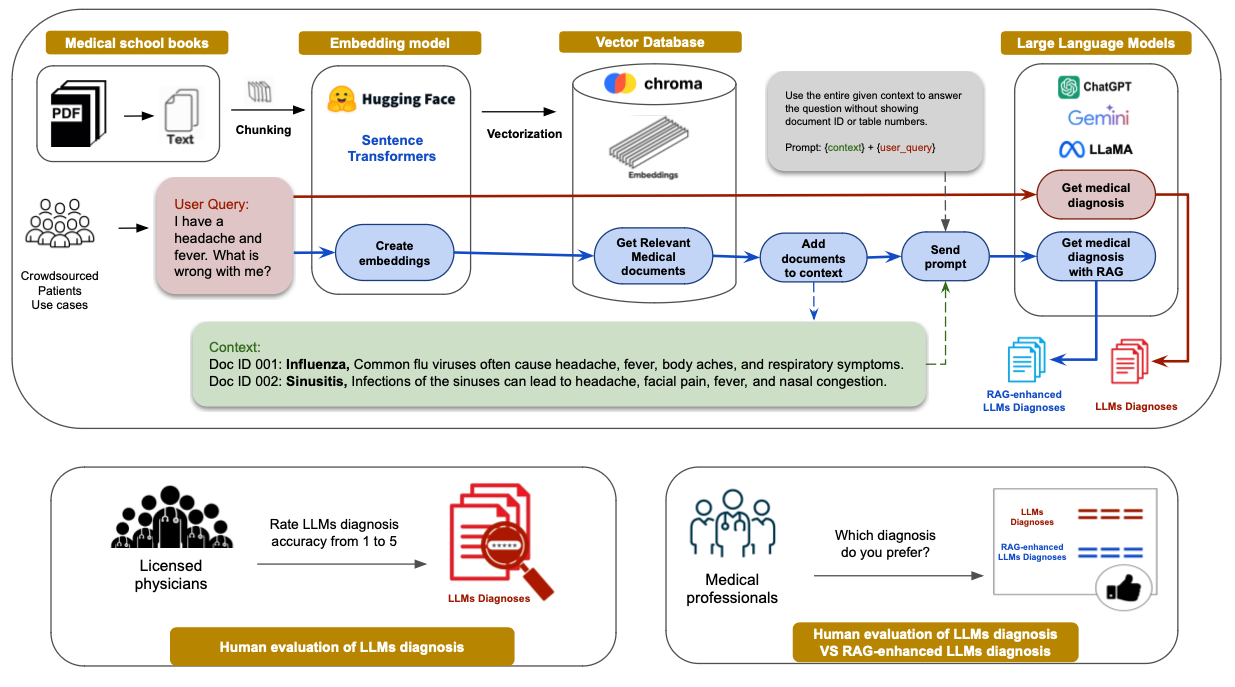 Medical school books
Embedding model
Vector Database
Large Language Models
PDF
Text
Chunking
Hugging Face
Sentence
Transformers
Vectorization
chroma
Embeddings
Use the entire given context to answer
the question without showing
document ID or table numbers.
Prompt: {context} + {user_query}
ChatGPT
Gemini
LLaMA
Crowdsourced
Patients
Use cases
User Query:
I have a
headache and
fever. What is
wrong with me?
Get medical
diagnosis
Create
embeddings
Get Relevant
Medical
documents
Add
documents
to context
Send
prompt
Get medical
diagnosis
with RAG
Context:
Doc ID 001: Influenza, Common flu viruses often cause headache, fever, body aches, and respiratory symptoms.
Doc ID 002: Sinusitis, Infections of the sinuses can lead to headache, facial pain, fever, and nasal congestion.
RAG-enhanced
LLMs Diagnoses
LLMs Diagnoses
Licensed
physicians
Rate LLMs diagnosis
accuracy from 1 to 5
LLMs Diagnoses
Human evaluation of LLMs diagnosis
Medical
professionals
Which diagnosis
do you prefer?
LLMs
Diagnoses
RAG-enhanced
LLMs Diagnoses
Human evaluation of LLMs diagnosis
VS RAG-enhanced LLMs diagnosis